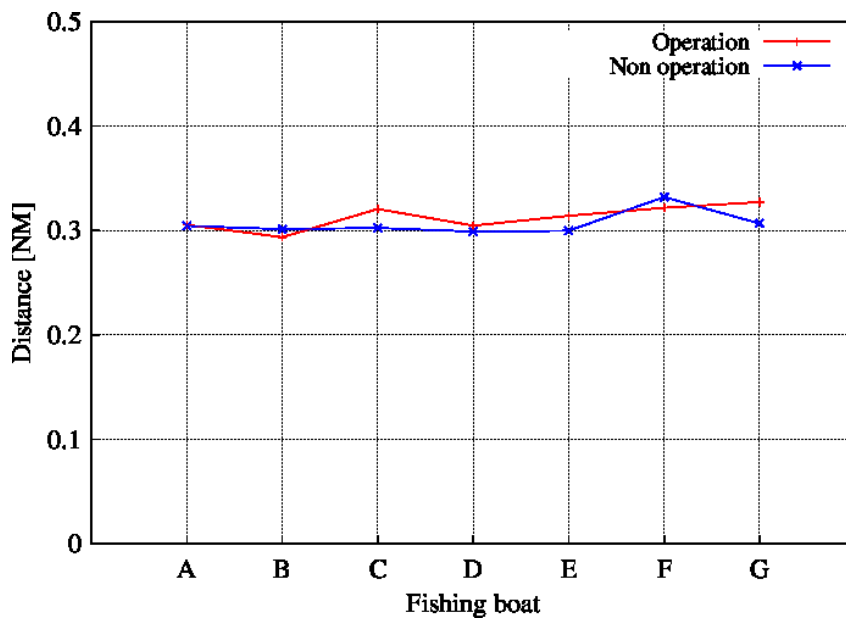 0.5
Operation
Non operation
0.4
0.3
0.2
0.1
0
Distance [NM]
A B C D E F G
Fishing boat